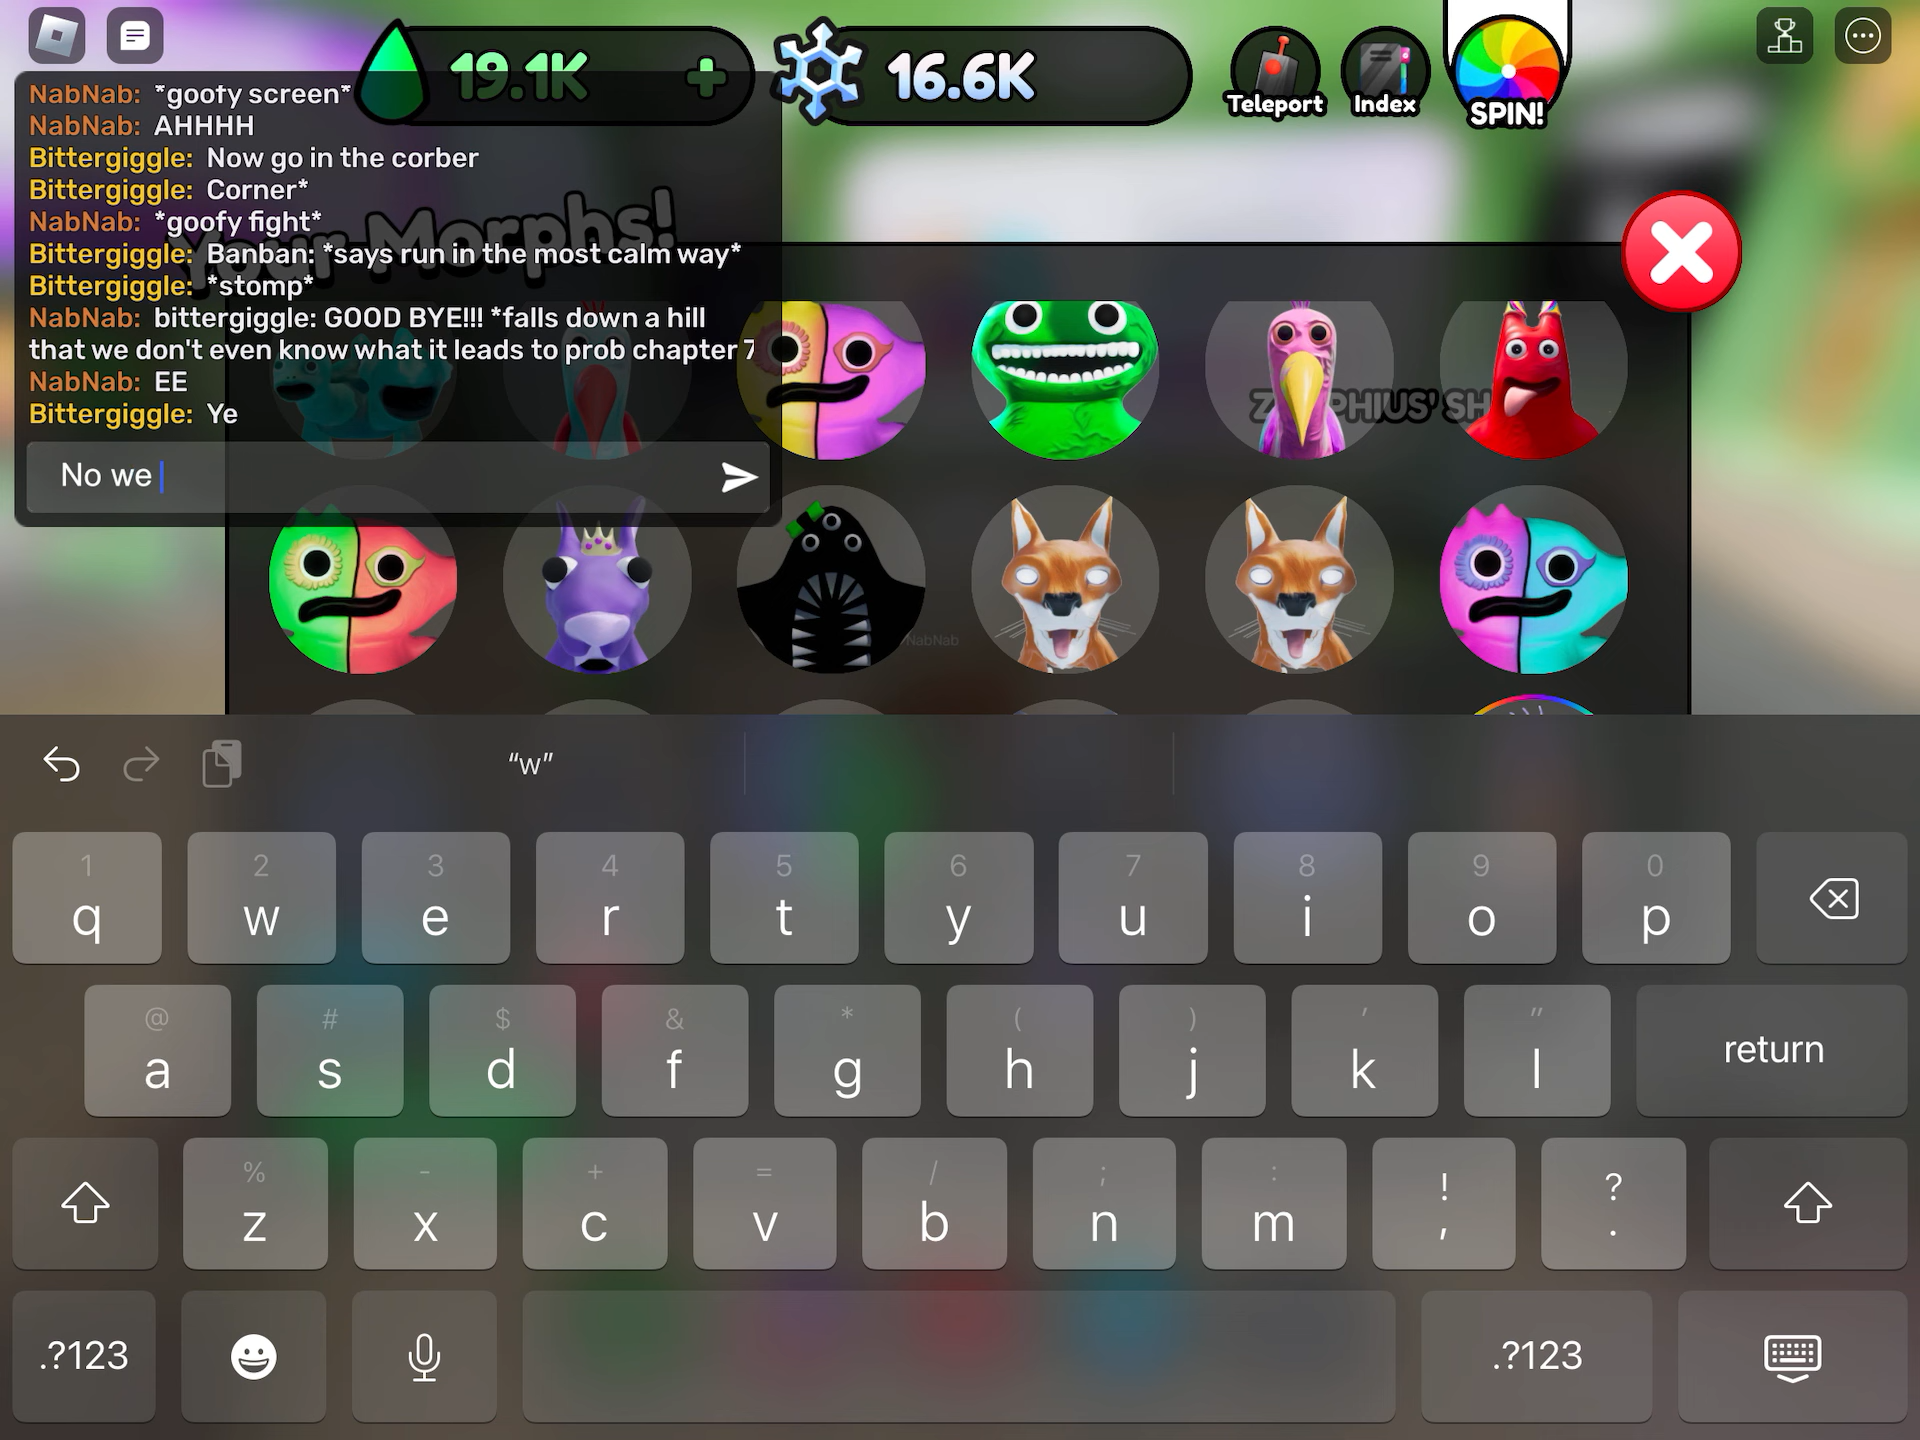 19.1K +
16.6K
Teleport
Index
SPIN!
NabNab: *goofy screen*
NabNab: AHHHH
Bittergiggle: Now go in the corber
Bittergiggle: Corner*
NabNab: *goofy fight*
Bittergiggle: Banban: *says run in the most calm way*
Bittergiggle: *stomp*
NabNab: bittergiggle: GOOD BYE!!! *falls down a hill
that we don't even know what it leads to prob chapter 7
NabNab: EE
Bittergiggle: Ye
No we
Your Morphs!
NabNab
“w”
1 2 3 4 5 6 7 8 9 0
q w e r t y u i o p
@ # $ & * ( ) ' "
a s d f g h j k l return
% - + = / ; : ! ?
z x c v b n m , .
.?123 .?123